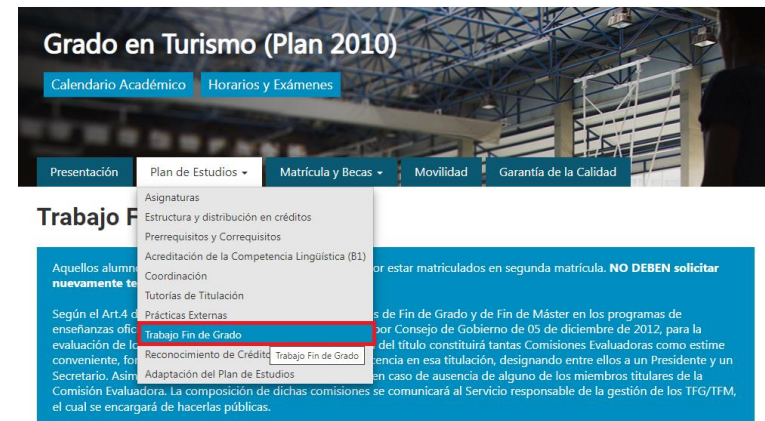 Grado en Turismo (Plan 2010)
Calendario Académico Horarios y Exámenes
Presentación Plan de Estudios Matrícula y Becas Movilidad Garantía de la Calidad
Asignaturas
Estructura y distribución en créditos
Prerrequisitos y Correquisitos
Acreditación de la Competencia Lingüística (B1)
Coordinación
Tutorías de Titulación
Prácticas Externas
Trabajo Fin de Grado
Reconocimiento de Crédito
Trabajo Fin de Grado
Adaptación del Plan de Estudios
Trabajo F
Aquellos alumn or estar matriculados en segunda matrícula. NO DEBEN solicitar
nuevamente te
Según el Art.4 d s de Fin de Grado y de Fin de Máster en los programas de
enseñanzas ofic por Consejo de Gobierno de 05 de diciembre de 2012, para la
evaluación de lo del título constituirá tantas Comisiones Evaluadoras como estime
conveniente, for tencia en esa titulación, designando entre ellos a un Presidente y un
Secretario. Asim en caso de ausencia de alguno de los miembros titulares de la
Comisión Evaluadora. La composición de dichas comisiones se comunicará al Servicio responsable de la gestión de los TFG/TFM,
el cual se encargará de hacerlas públicas.